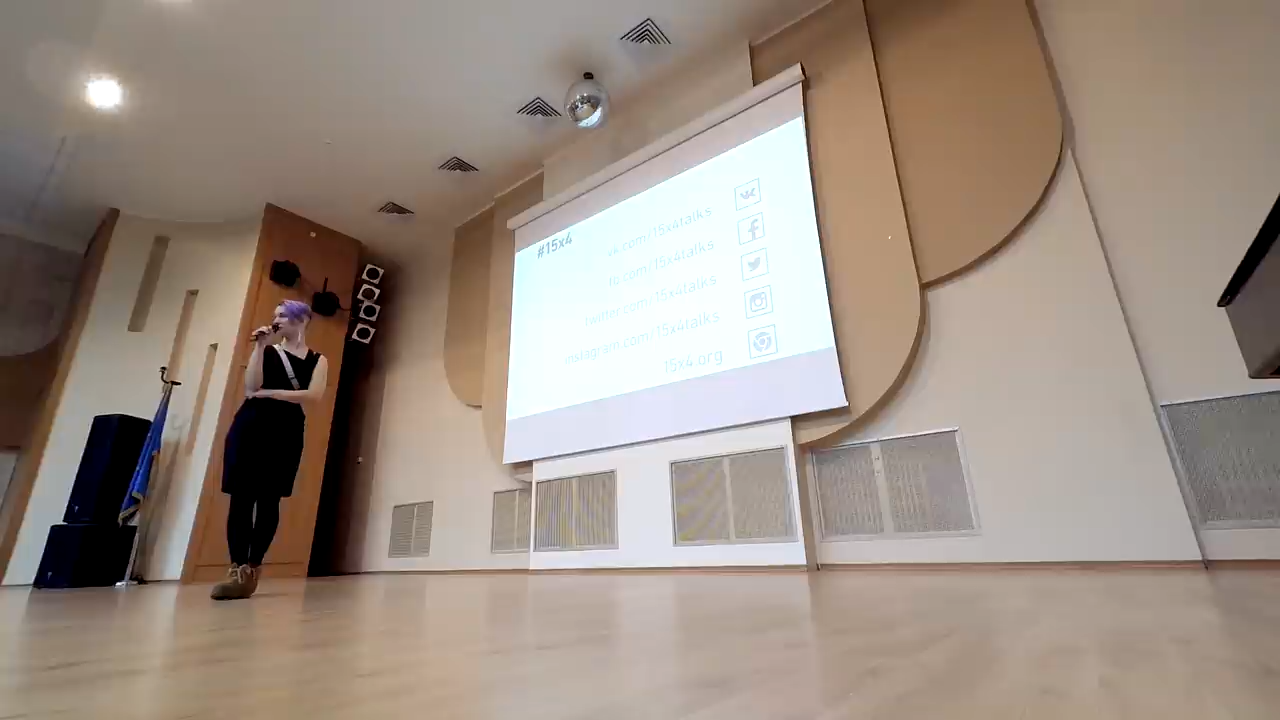 #15x4
vk.com/15x4talks
fb.com/15x4talks
twitter.com/15x4talks
instagram.com/15x4talks
15x4.org